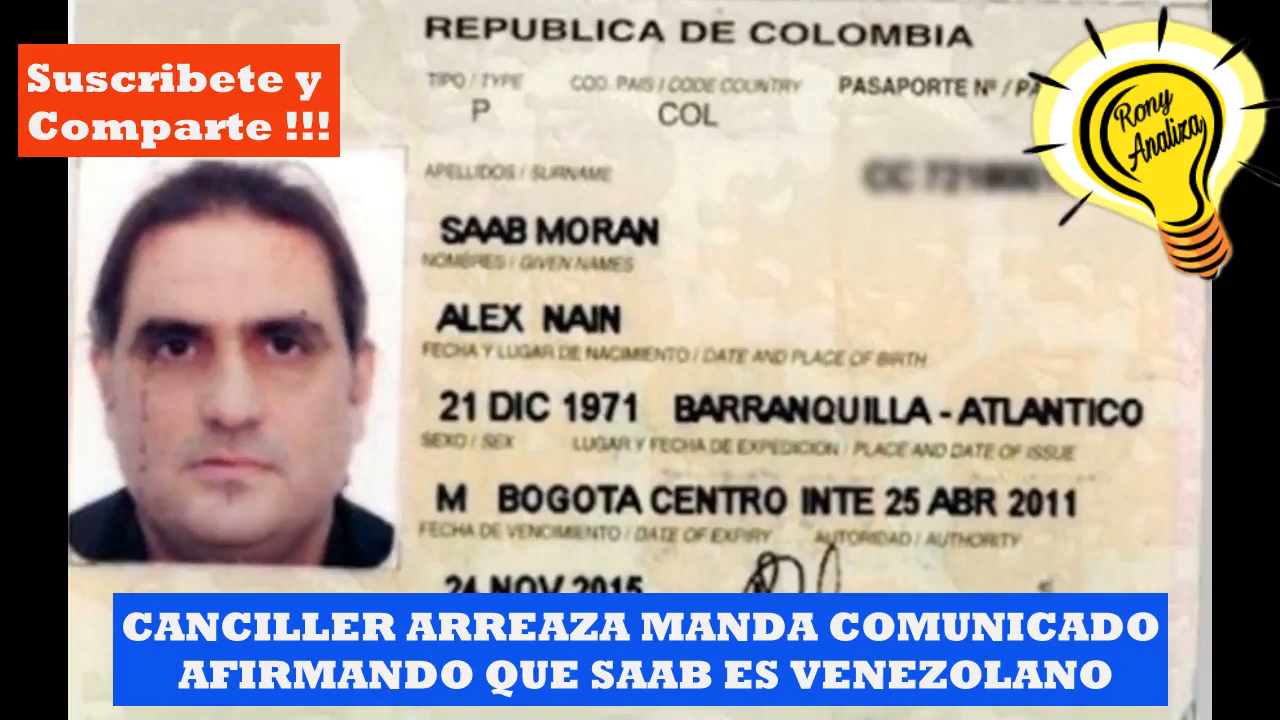 REPUBLICA DE COLOMBIA
Suscribete y
Comparte !!!
TIPO / TYPE COD. PAIS / CODE COUNTRY PASAPORTE Nº / PA
P COL
Rony
Analiza
APELLIDOS / SURNAME
SAAB MORAN
NOMBRES / GIVEN NAMES
ALEX NAIN
FECHA Y LUGAR DE NACIMIENTO / DATE AND PLACE OF BIRTH
21 DIC 1971 BARRANQUILLA - ATLANTICO
SEXO / SEX LUGAR Y FECHA DE EXPEDICION / PLACE AND DATE OF ISSUE
M BOGOTA CENTRO INTE 25 ABR 2011
FECHA DE VENCIMIENTO / DATE OF EXPIRY AUTORIDAD / AUTHORITY
24 NOV 2015
CANCILLER ARREAZA MANDA COMUNICADO
AFIRMANDO QUE SAAB ES VENEZOLANO